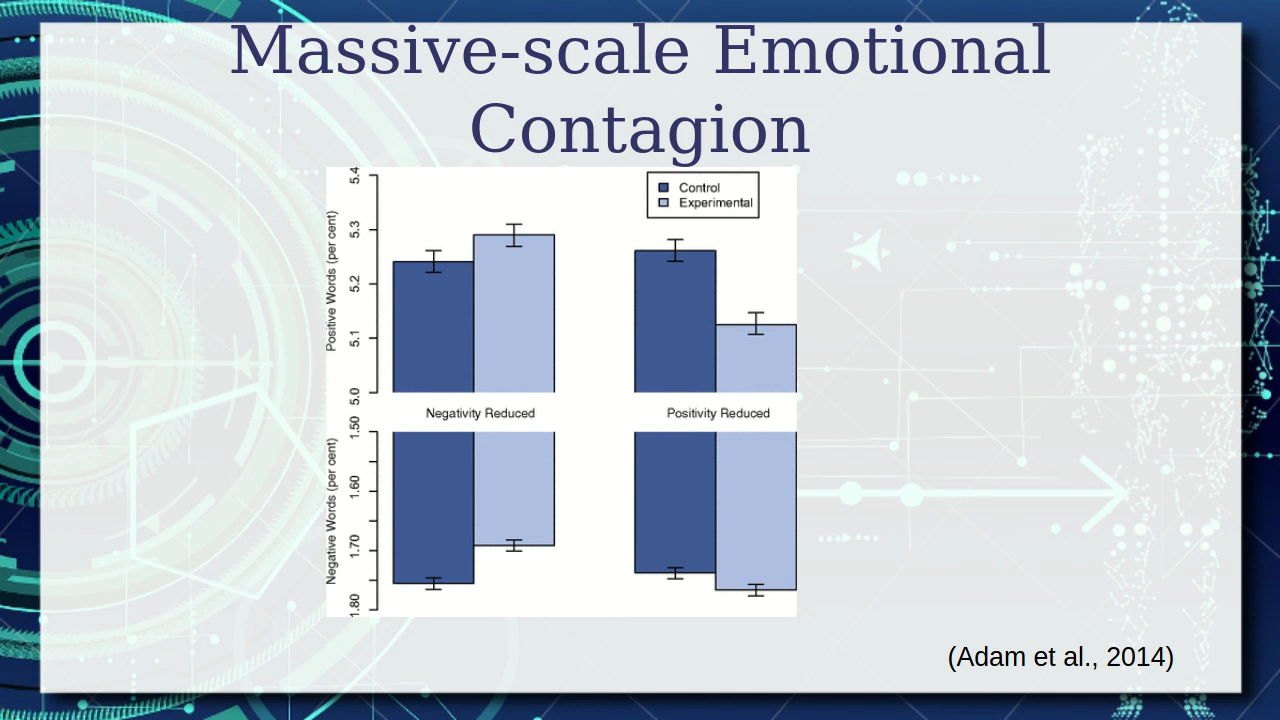 Massive-scale Emotional
Contagion
Control
Experimental
Positive Words (per cent)
5.4
5.3
5.2
5.1
5.0
Negativity Reduced
Positivity Reduced
Negative Words (per cent)
1.50
1.60
1.70
1.80
(Adam et al., 2014)